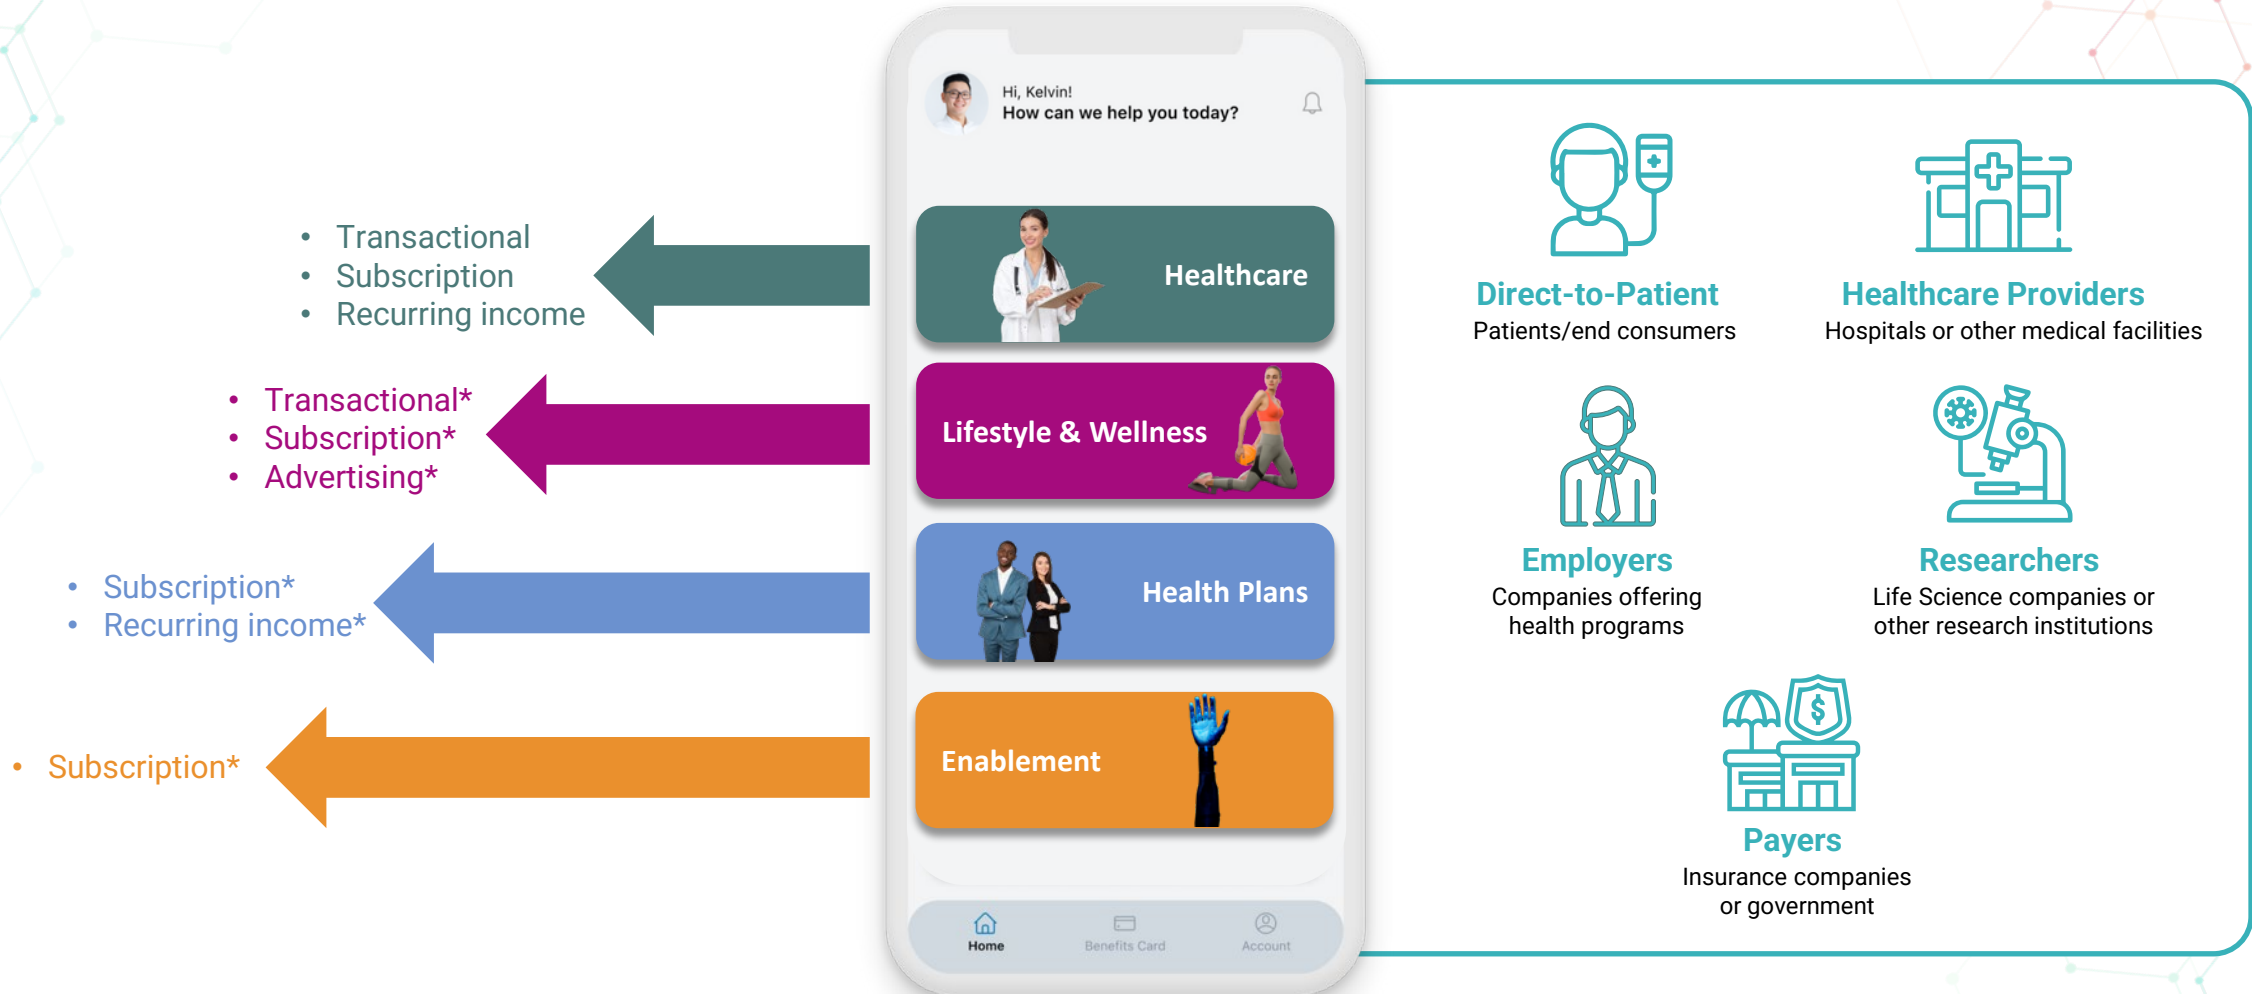 • Transactional
• Subscription
• Recurring income
• Transactional*
• Subscription*
• Advertising*
• Subscription*
• Recurring income*
• Subscription*
Hi, Kelvin!
How can we help you today?
Healthcare
Lifestyle & Wellness
Health Plans
Enablement
Home
Benefits Card
Account
Direct-to-Patient
Patients/end consumers
Healthcare Providers
Hospitals or other medical facilities
Employers
Companies offering
health programs
Researchers
Life Science companies or
other research institutions
$
Payers
Insurance companies
or government